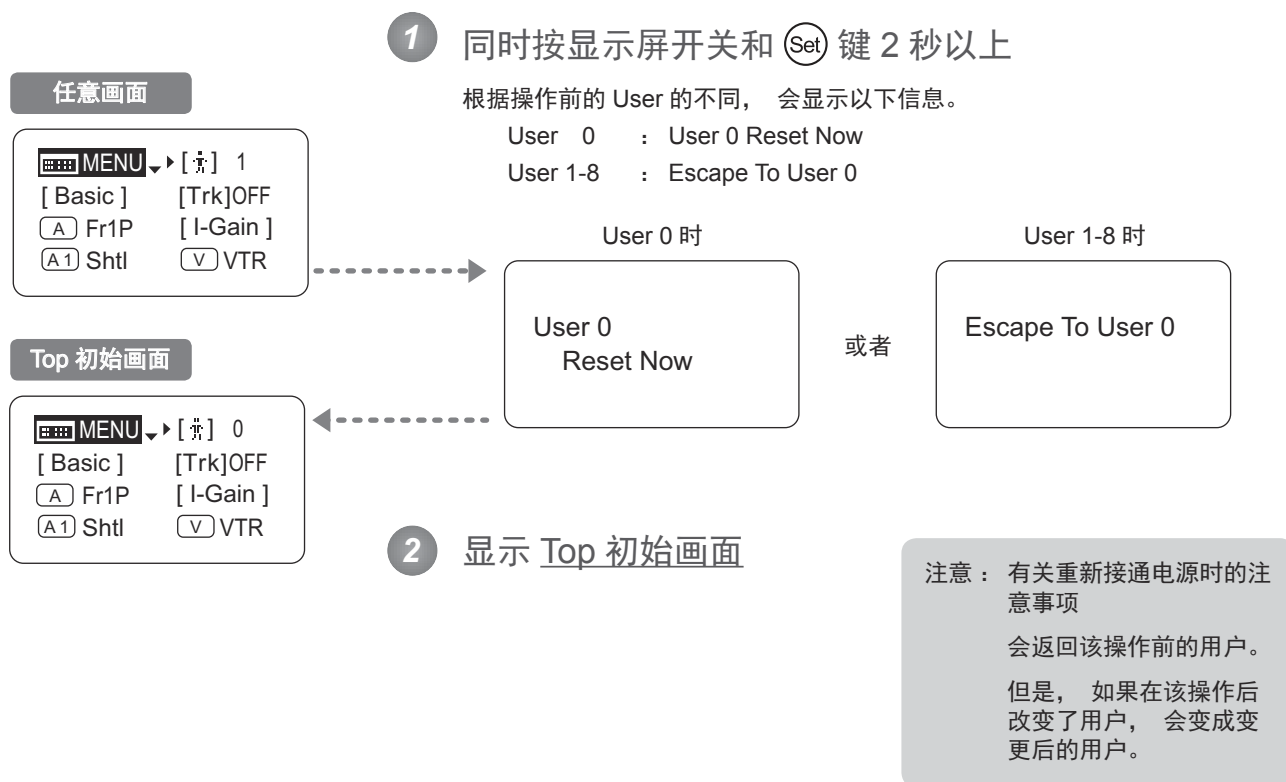 1 同时按显示屏开关和 Set 键 2 秒以上
根据操作前的 User 的不同， 会显示以下信息。
User 0 ： User 0 Reset Now
User 1-8 ： Escape To User 0
任意画面
MENU [ ] 1
[ Basic ] [Trk]OFF
A Fr1P [ I-Gain ]
A1 Shtl V VTR
User 0 时
User 0
Reset Now
或者
User 1-8 时
Escape To User 0
Top 初始画面
MENU [ ] 0
[ Basic ] [Trk]OFF
A Fr1P [ I-Gain ]
A1 Shtl V VTR
2 显示 Top 初始画面
注意： 有关重新接通电源时的注
意事项
会返回该操作前的用户。
但是， 如果在该操作后
改变了用户， 会变成变
更后的用户。